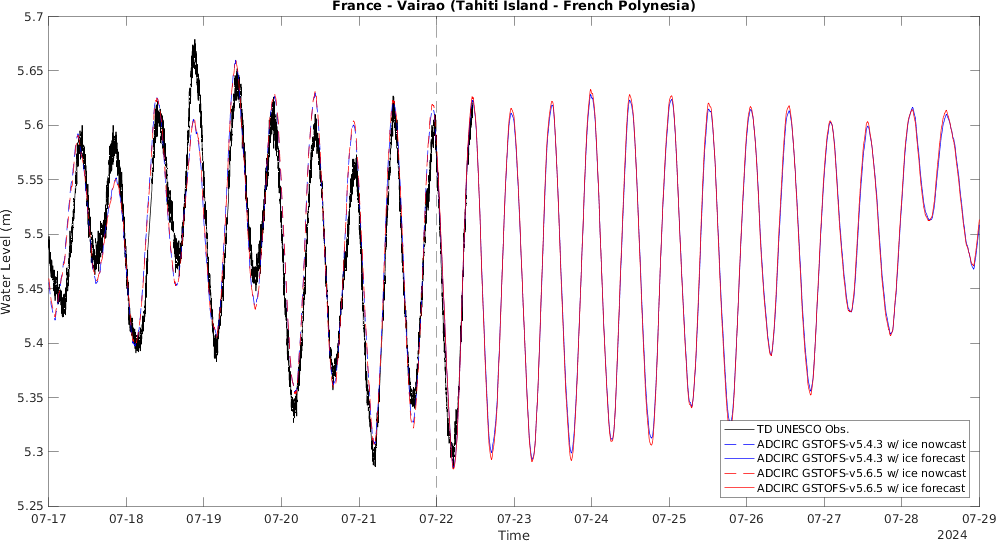 France - Vairao (Tahiti Island - French Polynesia)
5.7
5.65
5.6
5.55
5.5
5.45
5.4
5.35
5.3
5.25
Water Level (m)
TD UNESCO Obs.
ADCIRC GSTOFS-v5.4.3 w/ ice nowcast
ADCIRC GSTOFS-v5.4.3 w/ ice forecast
ADCIRC GSTOFS-v5.6.5 w/ ice nowcast
ADCIRC GSTOFS-v5.6.5 w/ ice forecast
07-17 07-18 07-19 07-20 07-21 07-22 07-23 07-24 07-25 07-26 07-27 07-28 07-29
Time
2024